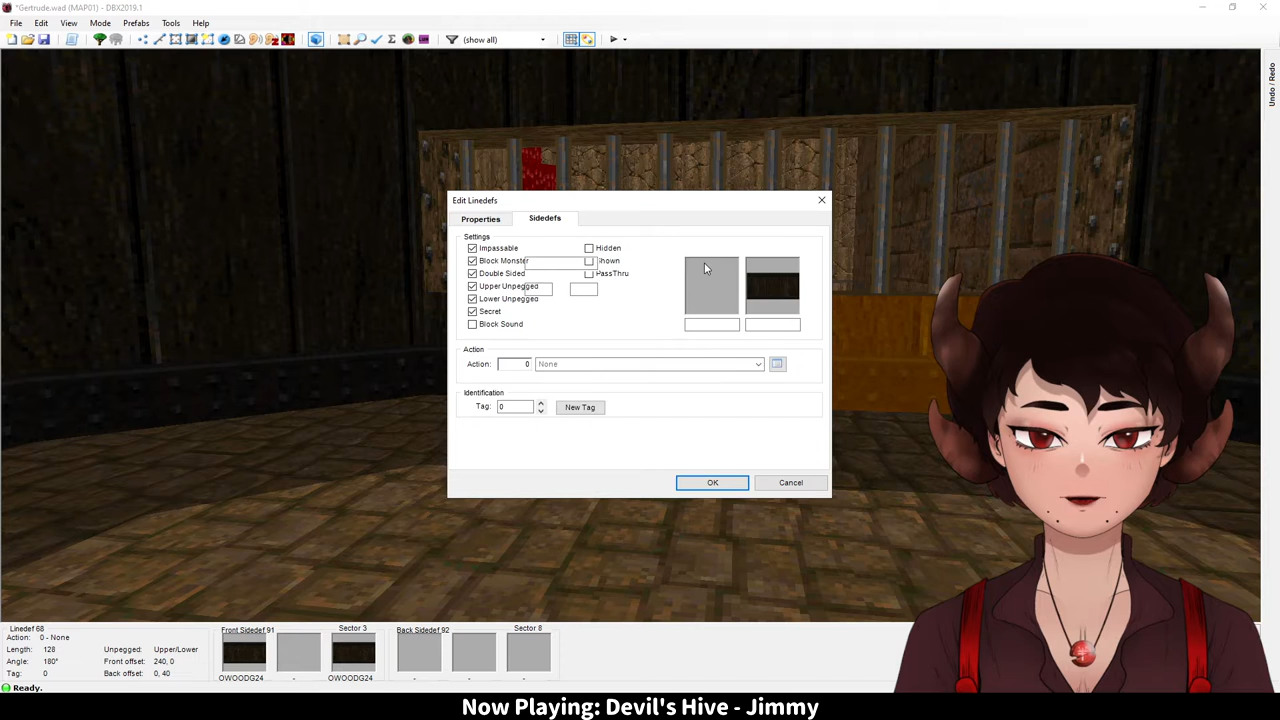 *Gertrude.wad (MAP01) - DBX2019.1
File Edit View Mode Prefabs Tools Help
(show all)
Undo / Redo
Edit Linedefs
Properties Sidedefs
Settings
Impassable Hidden
Block Monster Shown
Double Sided PassThru
Upper Unpegged
Lower Unpegged
Secret
Block Sound
Action
Action: 0 None
Identification
Tag: 0 New Tag
OK Cancel
Linedef 68
Action: 0 - None
Length: 128 Unpegged: Upper/Lower
Angle: 180° Front offset: 240, 0
Tag: 0 Back offset: 0, 40
Front Sidedef 91 Sector 3
OWOODG24 - OWOODG24
Back Sidedef 92 Sector 8
- - -
Ready.
Now Playing: Devil's Hive - Jimmy